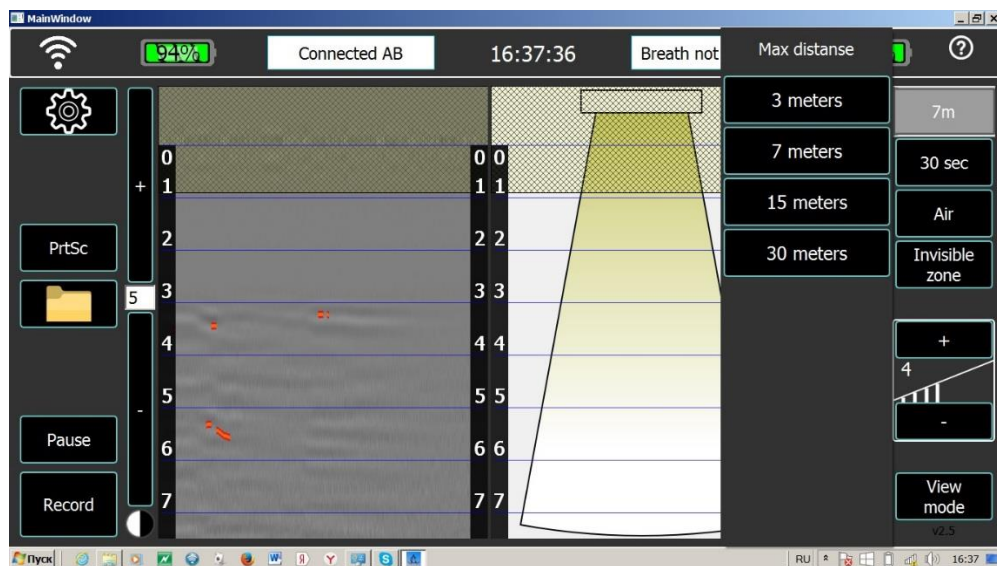 MainWindow
94%
Connected AB
16:37:36
Breath not
Max distanse
3 meters
7 meters
15 meters
30 meters
7m
30 sec
Air
Invisible
zone
+
4
-
View
mode
v2.5
PrtSc
Pause
Record
+
5
-
0 0 0
1 1 1
2 2 2
3 3 3
4 4 4
5 5 5
6 6 6
7 7 7
Пуск
RU
16:37